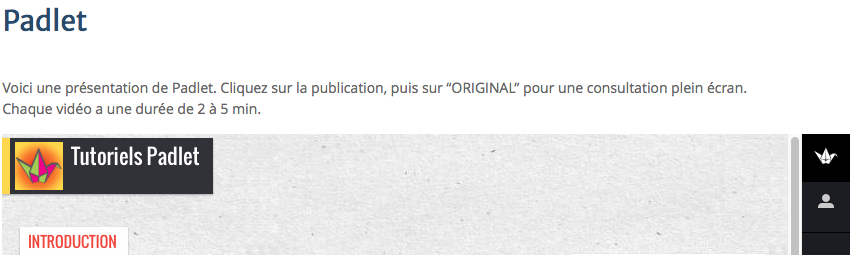 Padlet
Voici une présentation de Padlet. Cliquez sur la publication, puis sur “ORIGINAL” pour une consultation plein écran.
Chaque vidéo a une durée de 2 à 5 min.
Tutoriels Padlet
INTRODUCTION